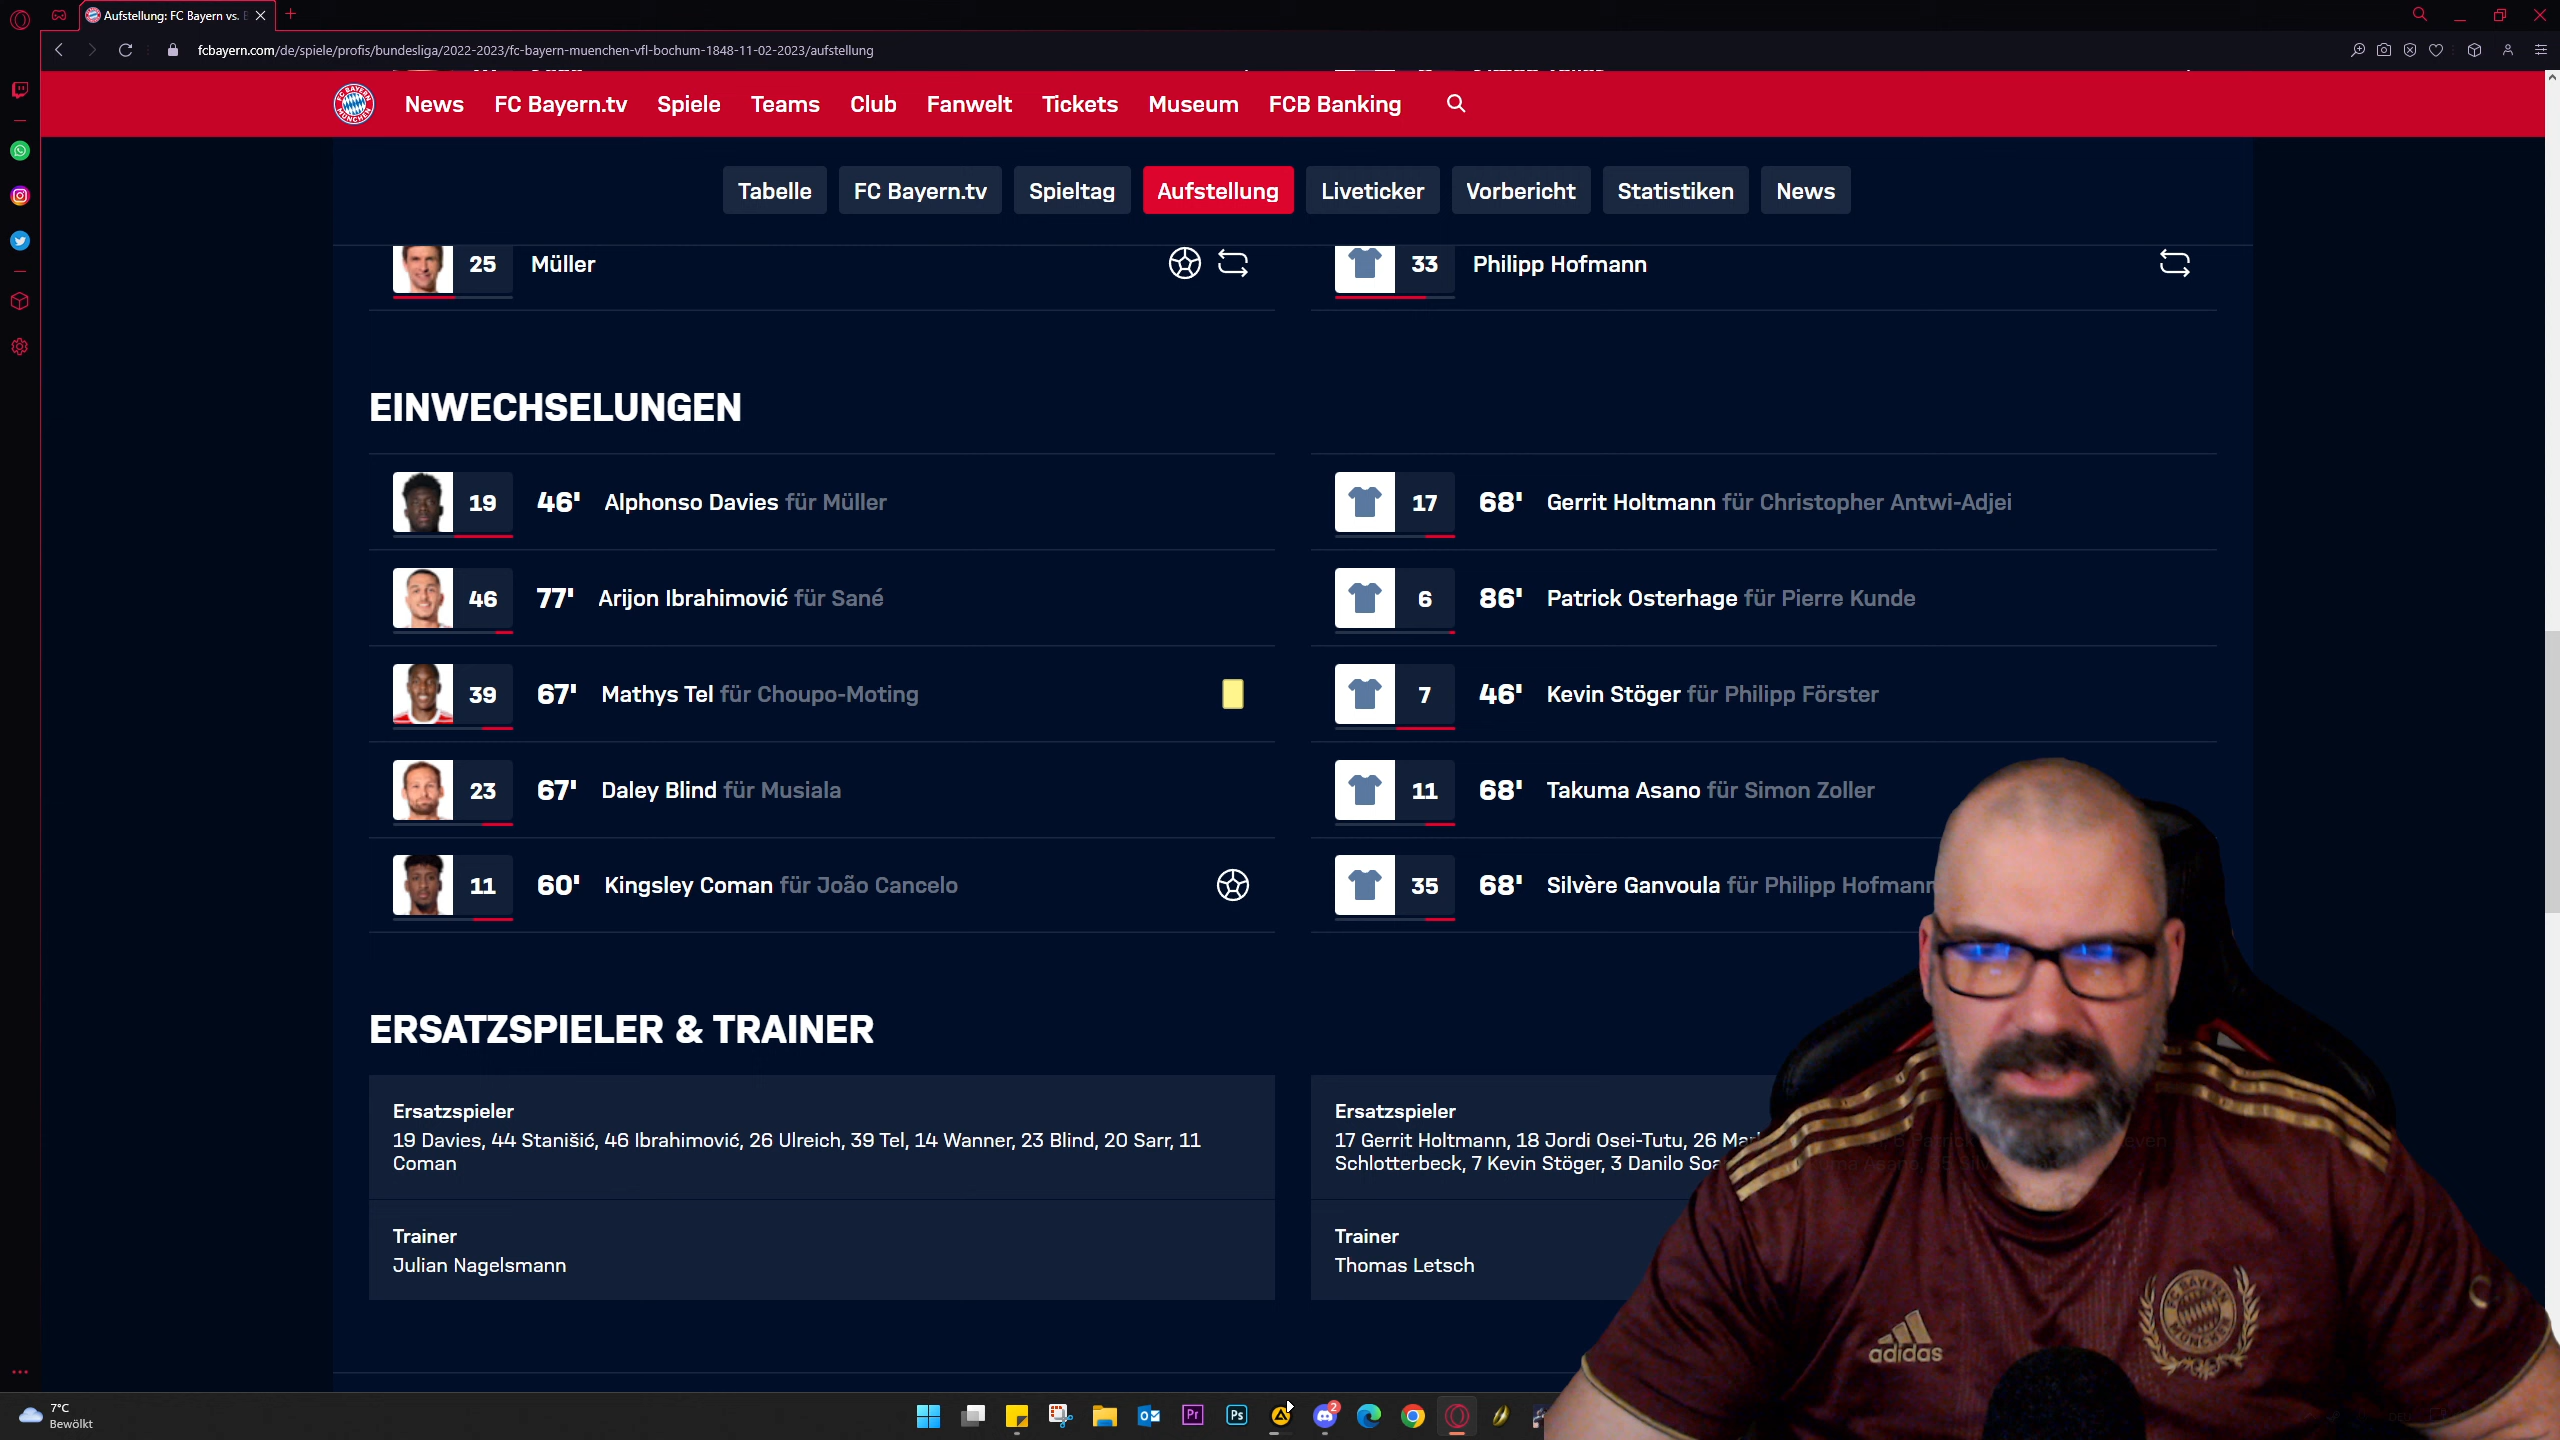 Aufstellung: FC Bayern vs.
fcbayern.com/de/spiele/profis/bundesliga/2022-2023/fc-bayern-muenchen-vfl-bochum-1848-11-02-2023/aufstellung
News FC Bayern.tv Spiele Teams Club Fanwelt Tickets Museum FCB Banking
Tabelle FC Bayern.tv Spieltag Aufstellung Liveticker Vorbericht Statistiken News
25 Müller
33 Philipp Hofmann
EINWECHSELUNGEN
19 46' Alphonso Davies für Müller
17 68' Gerrit Holtmann für Christopher Antwi-Adjei
46 77' Arijon Ibrahimović für Sané
6 86' Patrick Osterhage für Pierre Kunde
39 67' Mathys Tel für Choupo-Moting
7 46' Kevin Stöger für Philipp Förster
23 67' Daley Blind für Musiala
11 68' Takuma Asano für Simon Zoller
11 60' Kingsley Coman für João Cancelo
35 68' Silvère Ganvoula für Philipp Hofmann
ERSATZSPIELER & TRAINER
Ersatzspieler
19 Davies, 44 Stanišić, 46 Ibrahimović, 26 Ulreich, 39 Tel, 14 Wanner, 23 Blind, 20 Sarr, 11
Coman
Trainer
Julian Nagelsmann
Ersatzspieler
17 Gerrit Holtmann, 18 Jordi Osei-Tutu, 26
Schlotterbeck, 7 Kevin Stöger, 3 Danilo
Trainer
Thomas Letsch
adidas
FC BAYERN
MÜNCHEN
7°C
Bewölkt
Pr
Ps
2